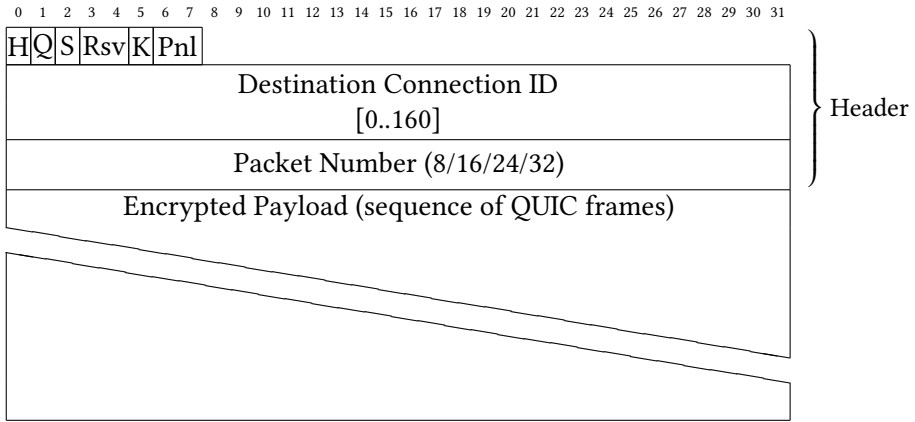 0 1 2 3 4 5 6 7 8 9 10 11 12 13 14 15 16 17 18 19 20 21 22 23 24 25 26 27 28 29 30 31
H Q S Rsv K Pnl
Destination Connection ID
[0..160]
Header
Packet Number (8/16/24/32)
Encrypted Payload (sequence of QUIC frames)